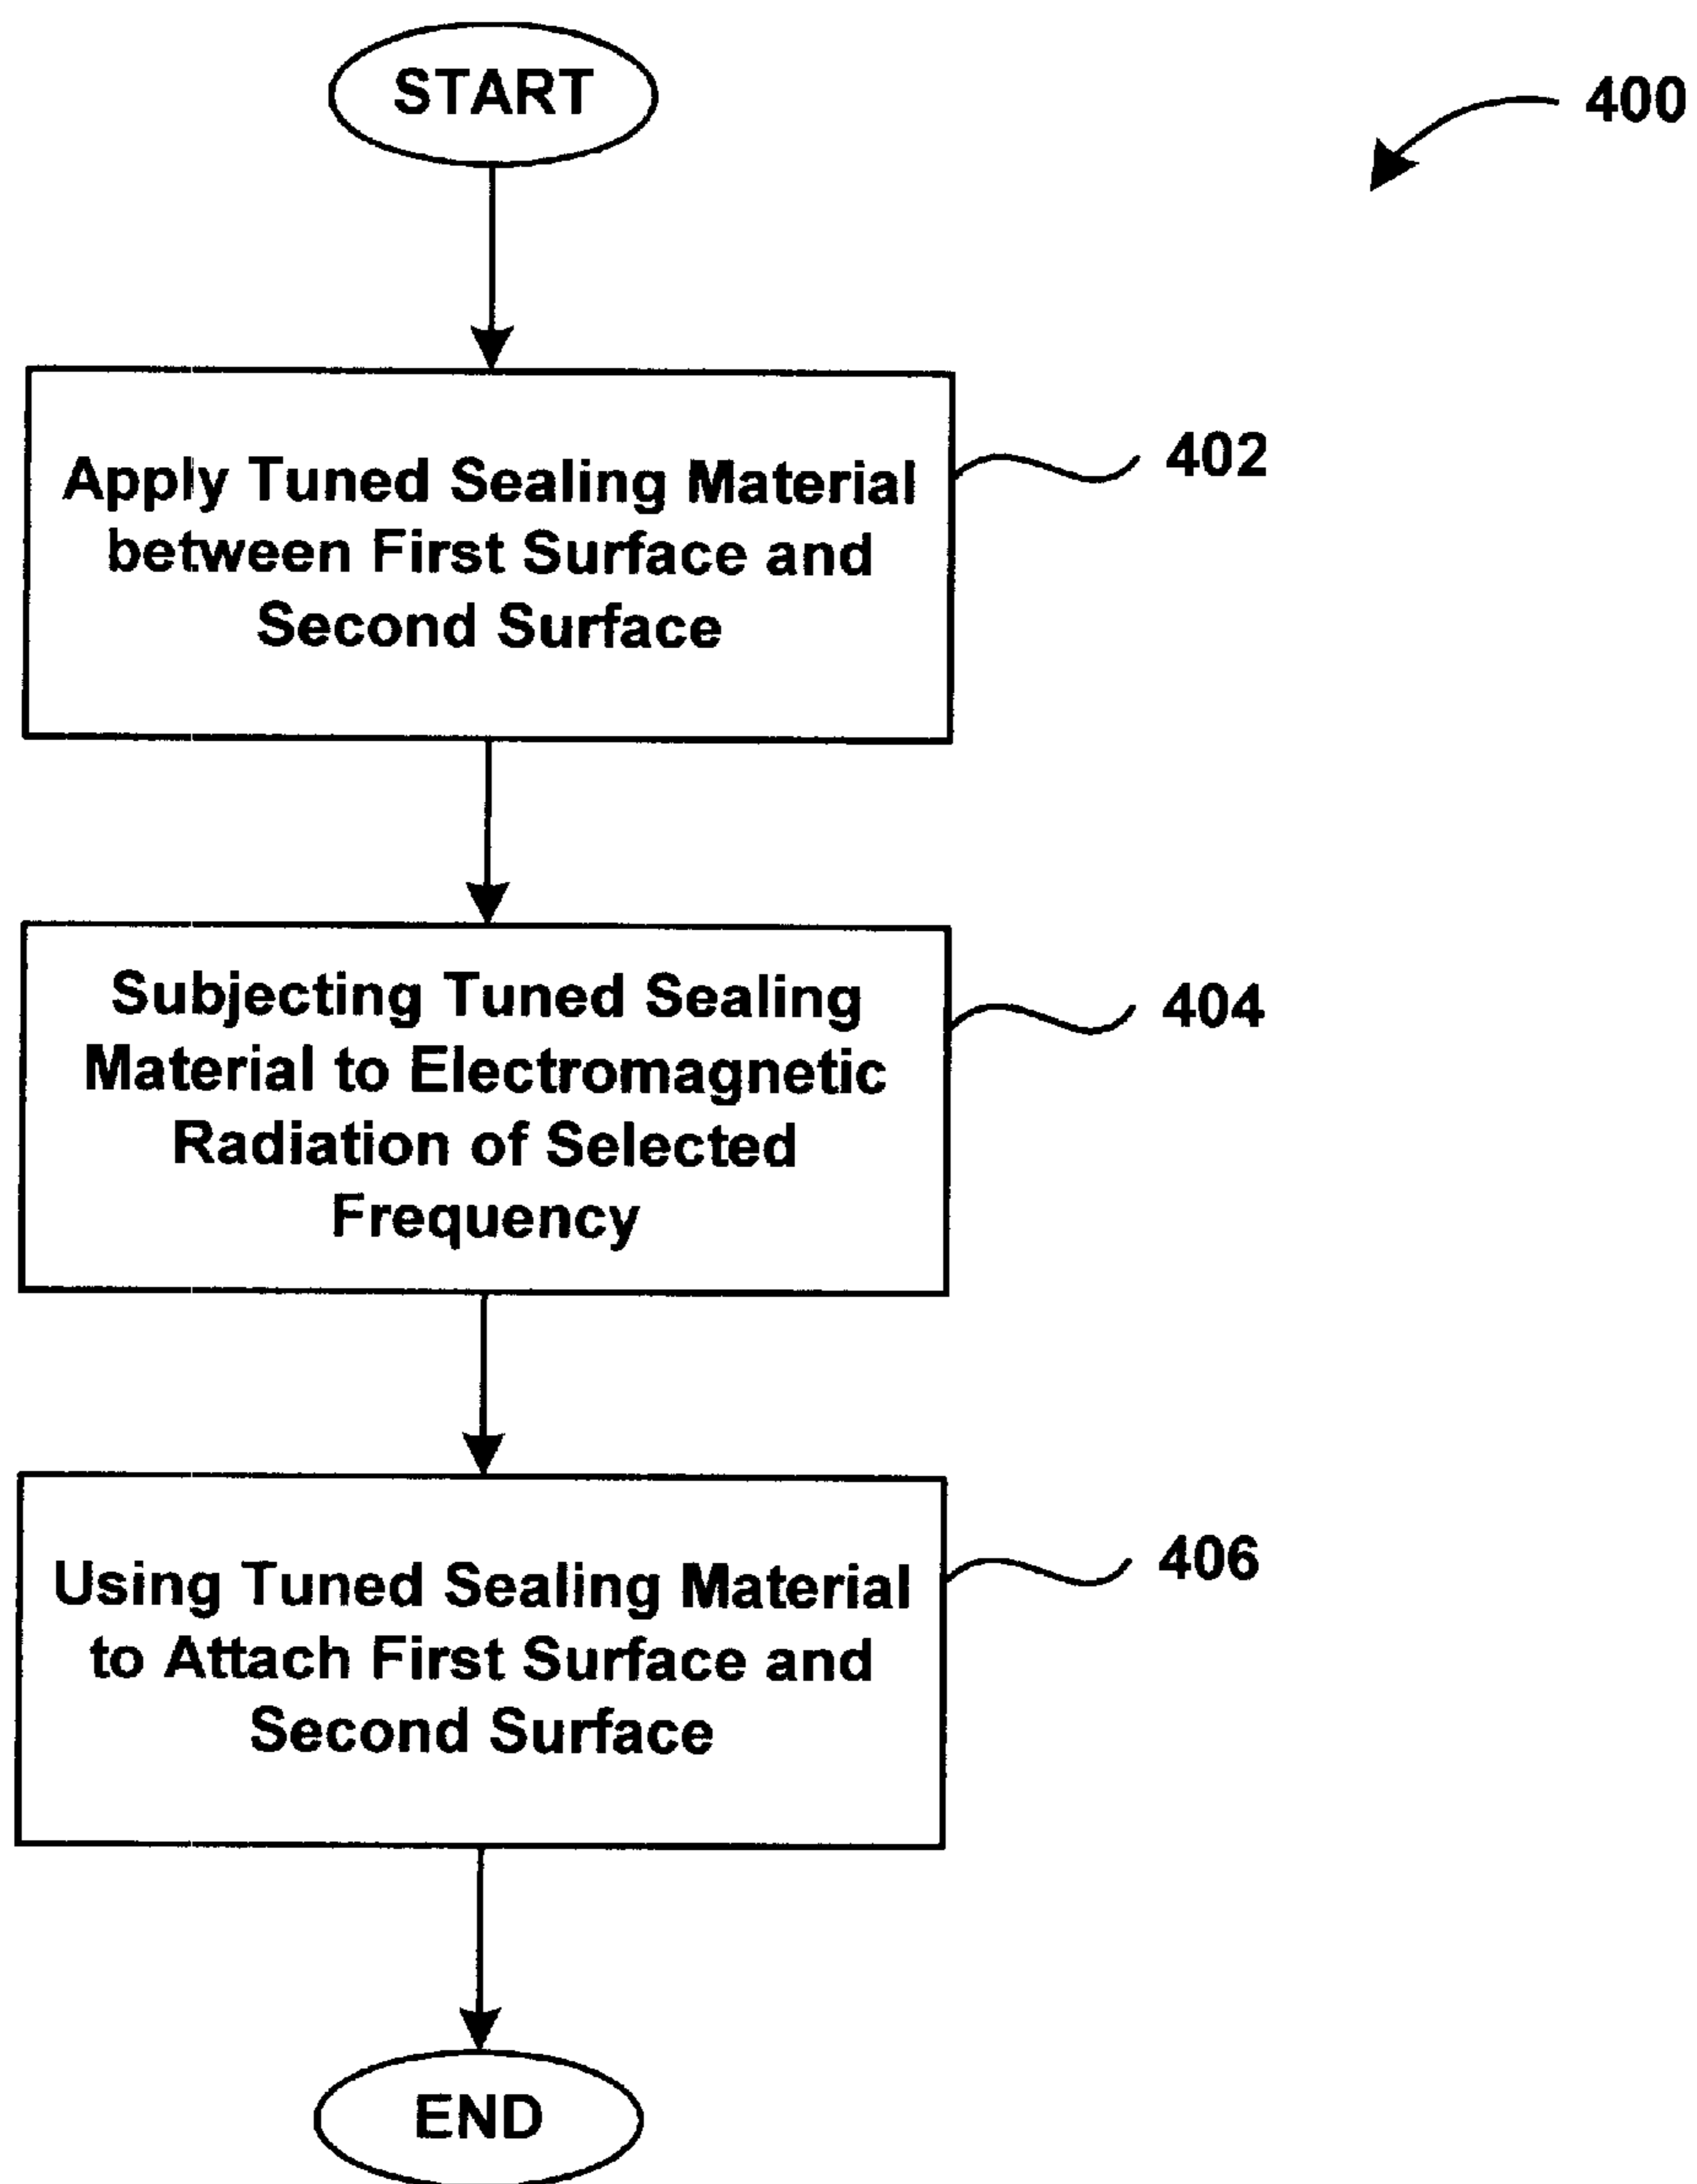 START
400
Apply Tuned Sealing Material
between First Surface and
Second Surface
402
Subjecting Tuned Sealing
Material to Electromagnetic
Radiation of Selected
Frequency
404
Using Tuned Sealing Material
to Attach First Surface and
Second Surface
406
END